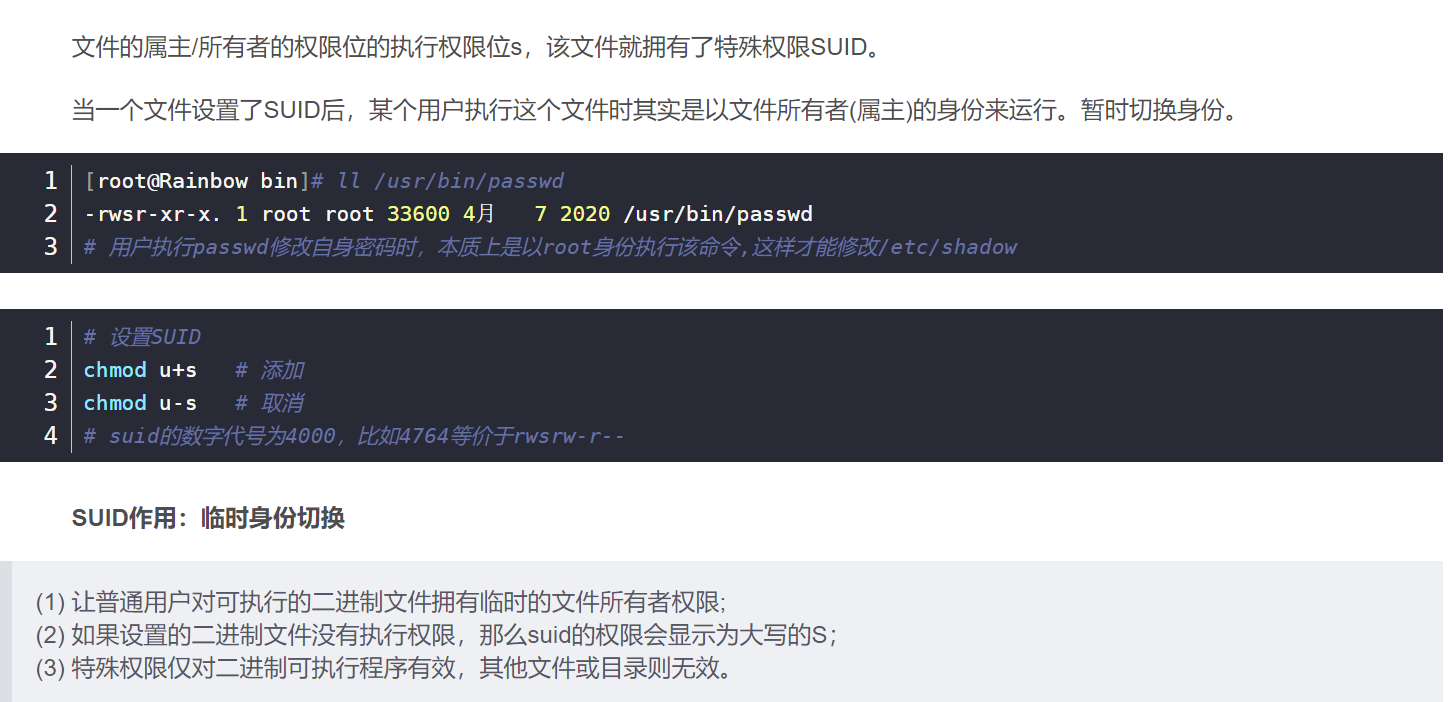 文件的属主/所有者的权限位的执行权限位s，该文件就拥有了特殊权限SUID。
当一个文件设置了SUID后，某个用户执行这个文件时其实是以文件所有者(属主)的身份来运行。暂时切换身份。
1 [root@Rainbow bin]# ll /usr/bin/passwd
2 -rwsr-xr-x. 1 root root 33600 4月   7 2020 /usr/bin/passwd
3 # 用户执行passwd修改自身密码时，本质上是以root身份执行该命令,这样才能修改/etc/shadow
1 # 设置SUID
2 chmod u+s   # 添加
3 chmod u-s   # 取消
4 # suid的数字代号为4000，比如4764等价于rwsrw-r--
SUID作用：临时身份切换
(1) 让普通用户对可执行的二进制文件拥有临时的文件所有者权限;
(2) 如果设置的二进制文件没有执行权限，那么suid的权限会显示为大写的S；
(3) 特殊权限仅对二进制可执行程序有效，其他文件或目录则无效。